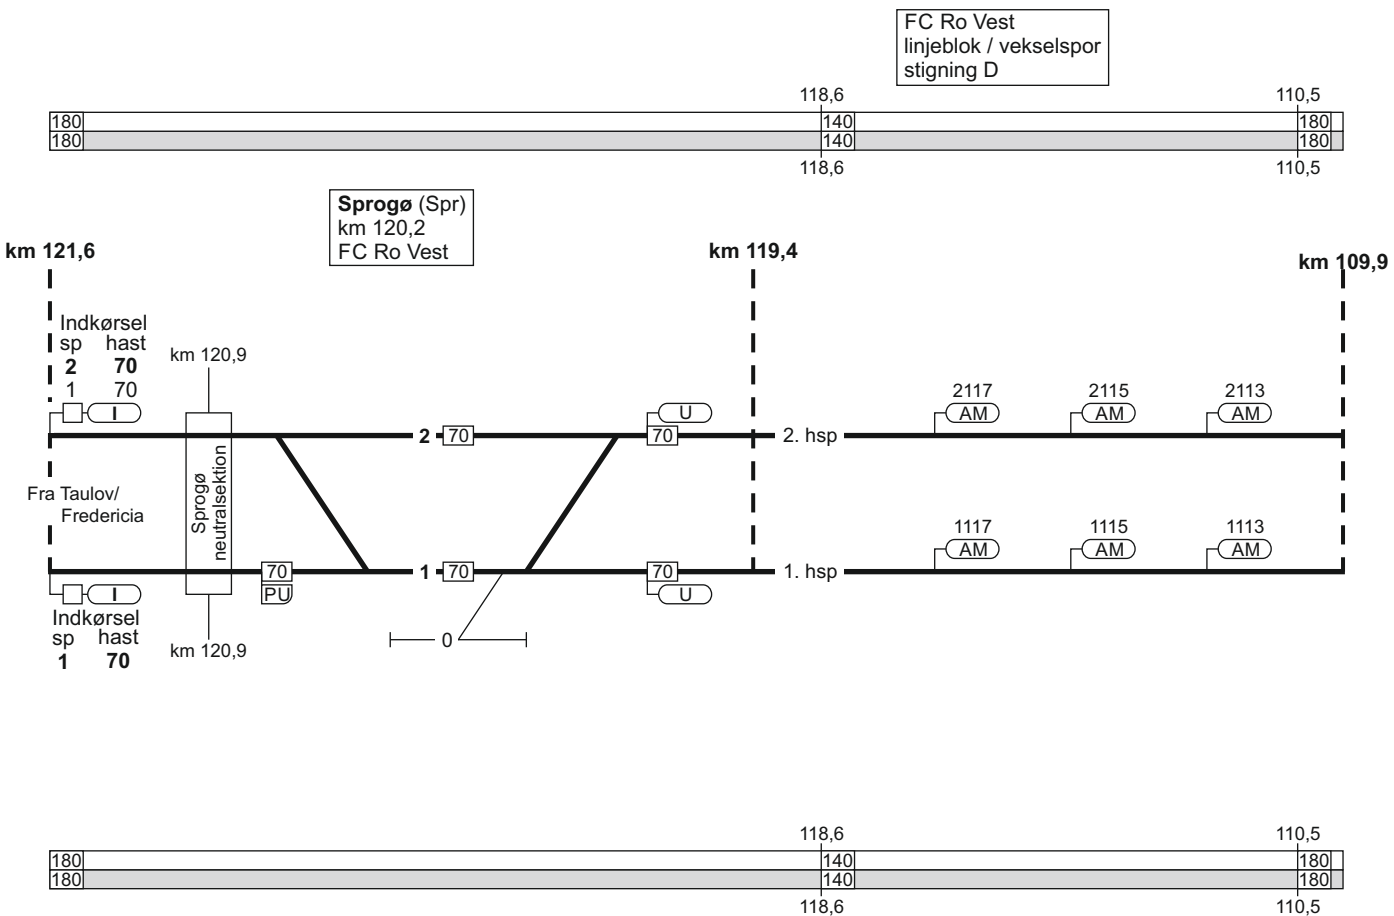 FC Ro Vest
linjeblok / vekselspor
stigning D
118,6
110,5
180
140
180
180
140
180
118,6
110,5
Sprogø (Spr)
km 120,2
FC Ro Vest
km 121,6
km 119,4
km 109,9
Indkørsel
sp hast
2 70
1 70
km 120,9
I
U
2117
2115
2113
AM
AM
AM
2
70
70
2. hsp
Sprogø
neutralsektion
Fra Taulov/
Fredericia
1117
1115
1113
AM
AM
AM
70
1
70
70
1. hsp
I
PU
U
Indkørsel
sp hast
1 70
km 120,9
0
118,6
110,5
180
140
180
180
140
180
118,6
110,5